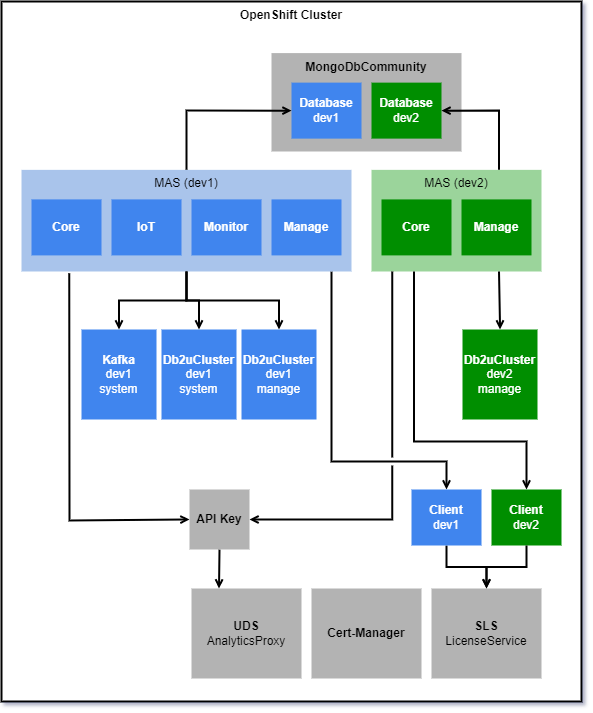 OpenShift Cluster
MongoDbCommunity
Database
dev1
Database
dev2
MAS (dev1)
Core
IoT
Monitor
Manage
MAS (dev2)
Core
Manage
Kafka
dev1
system
Db2uCluster
dev1
system
Db2uCluster
dev1
manage
Db2uCluster
dev2
manage
API Key
Client
dev1
Client
dev2
UDS
AnalyticsProxy
Cert-Manager
SLS
LicenseService